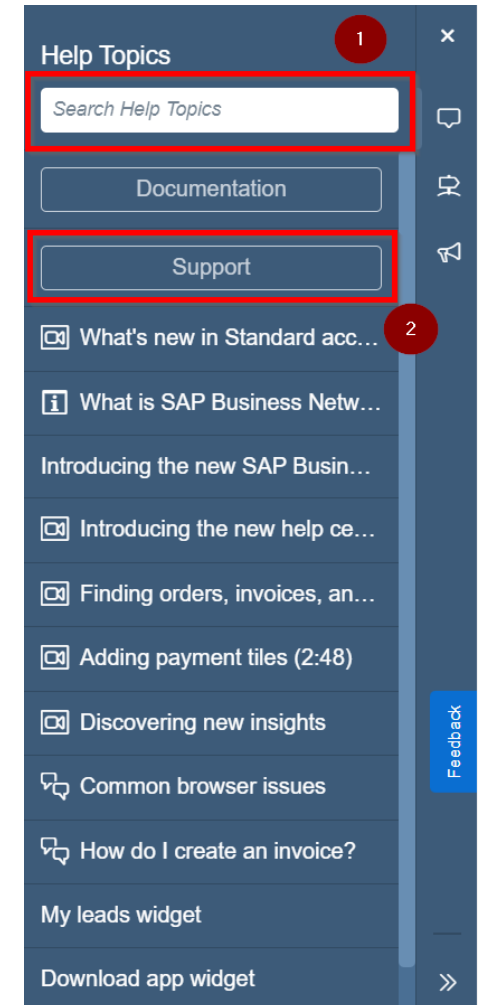 1
Help Topics
Search Help Topics
Documentation
Support
2
What's new in Standard acc...
What is SAP Business Netw...
Introducing the new SAP Busin...
Introducing the new help ce...
Finding orders, invoices, an...
Adding payment tiles (2:48)
Discovering new insights
Feedback
Common browser issues
How do I create an invoice?
My leads widget
Download app widget